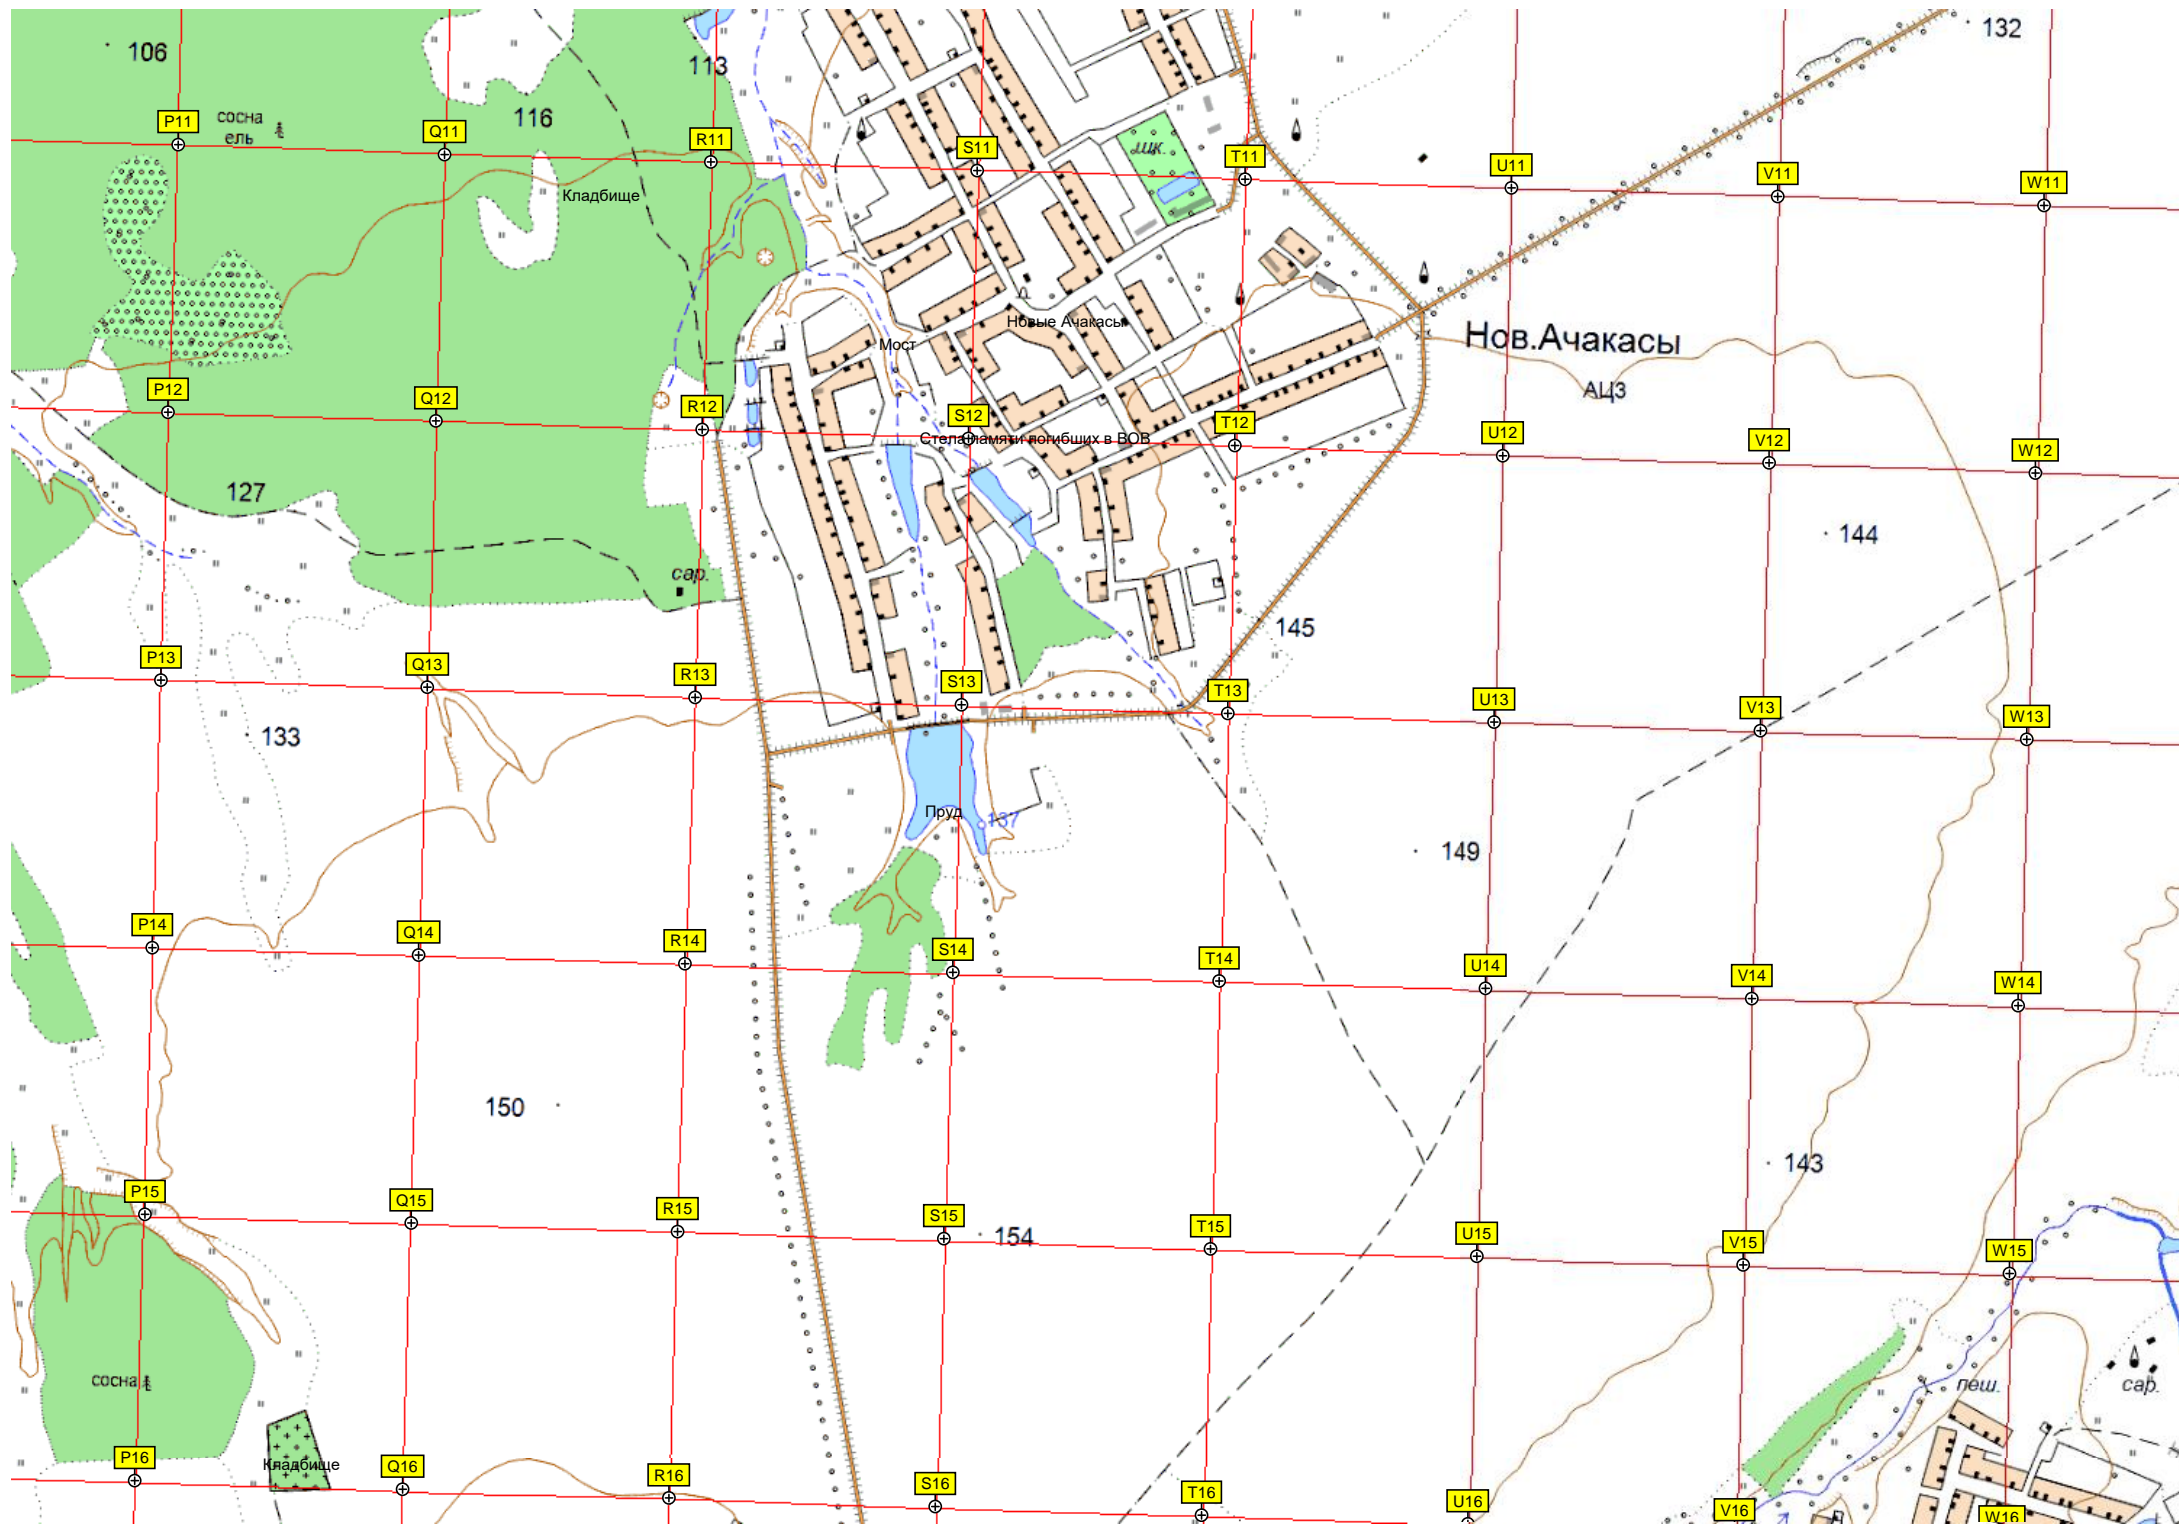 106
113
132
116
сосна
ель
P11
Q11
R11
S11
шк.
T11
U11
V11
W11
Кладбище
Новые Ачакасы
Мост
Нов.Ачакасы
АЦЗ
P12
Q12
R12
S12
T12
U12
V12
W12
Стела памяти погибших в ВОВ
127
144
сар.
145
P13
Q13
R13
S13
T13
U13
V13
W13
133
Пруд
137
149
P14
Q14
R14
S14
T14
U14
V14
W14
150
143
P15
Q15
R15
S15
154
T15
U15
V15
W15
сосна
пеш.
сар.
Кладбище
P16
Q16
R16
S16
T16
U16
V16
W16